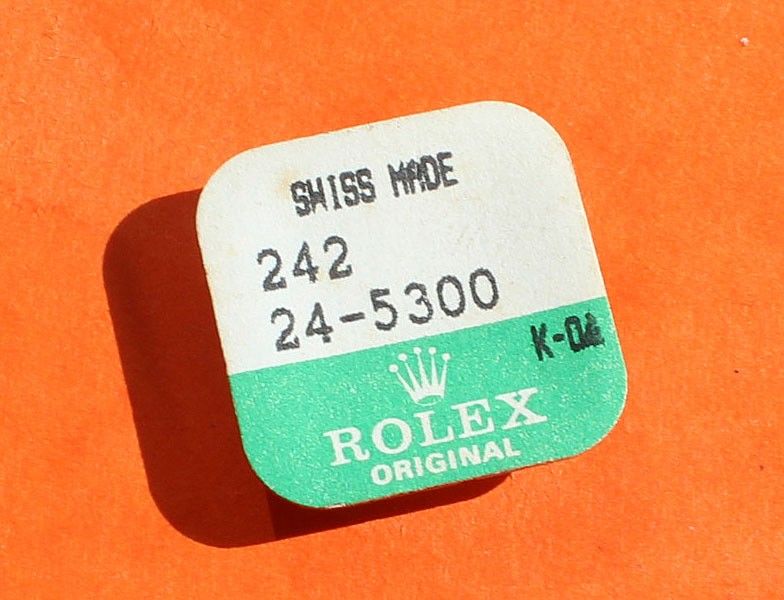 SWISS MADE
242
24-5300
ROLEX
ORIGINAL